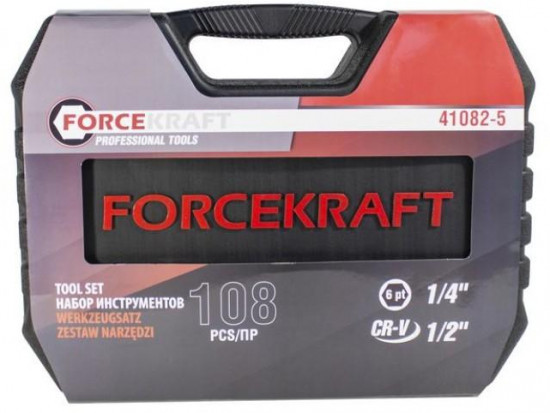 FORCEKRAFT
PROFESSIONAL TOOLS
41082-5
FORCEKRAFT
TOOL SET
НАБОР ИНСТРУМЕНТОВ
WERKZEUGSATZ
ZESTAW NARZĘDZI
108
PCS/ПР
6 pt 1/4"
CR-V 1/2"